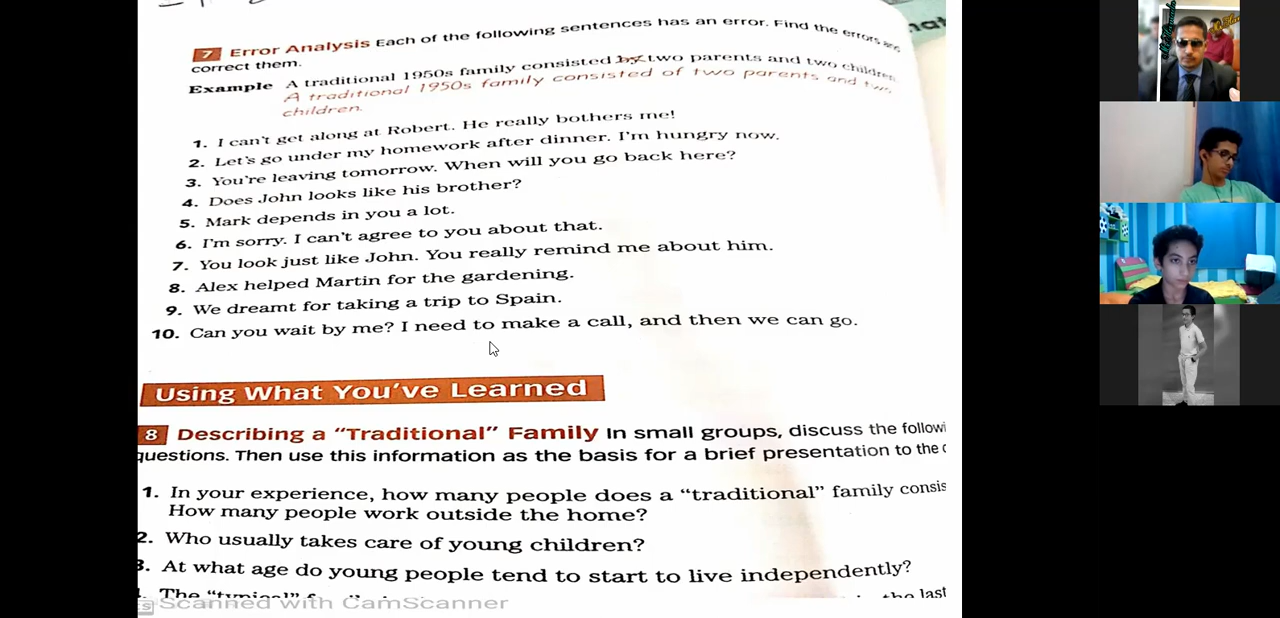 7 Error Analysis Each of the following sentences has an error. Find the errors and
correct them.
Example A traditional 1950s family consisted by two parents and two children.
A traditional 1950s family consisted of two parents and two
children.
1. I can't get along at Robert. He really bothers me!
2. Let's go under my homework after dinner. I'm hungry now.
3. You're leaving tomorrow. When will you go back here?
4. Does John looks like his brother?
5. Mark depends in you a lot.
6. I'm sorry. I can't agree to you about that.
7. You look just like John. You really remind me about him.
8. Alex helped Martin for the gardening.
9. We dreamt for taking a trip to Spain.
10. Can you wait by me? I need to make a call, and then we can go.
Using What You've Learned
8 Describing a "Traditional" Family In small groups, discuss the followi
questions. Then use this information as the basis for a brief presentation to the
1. In your experience, how many people does a "traditional" family consis
How many people work outside the home?
2. Who usually takes care of young children?
3. At what age do young people tend to start to live independently?
The "typical" the last
Scanned with CamScanner